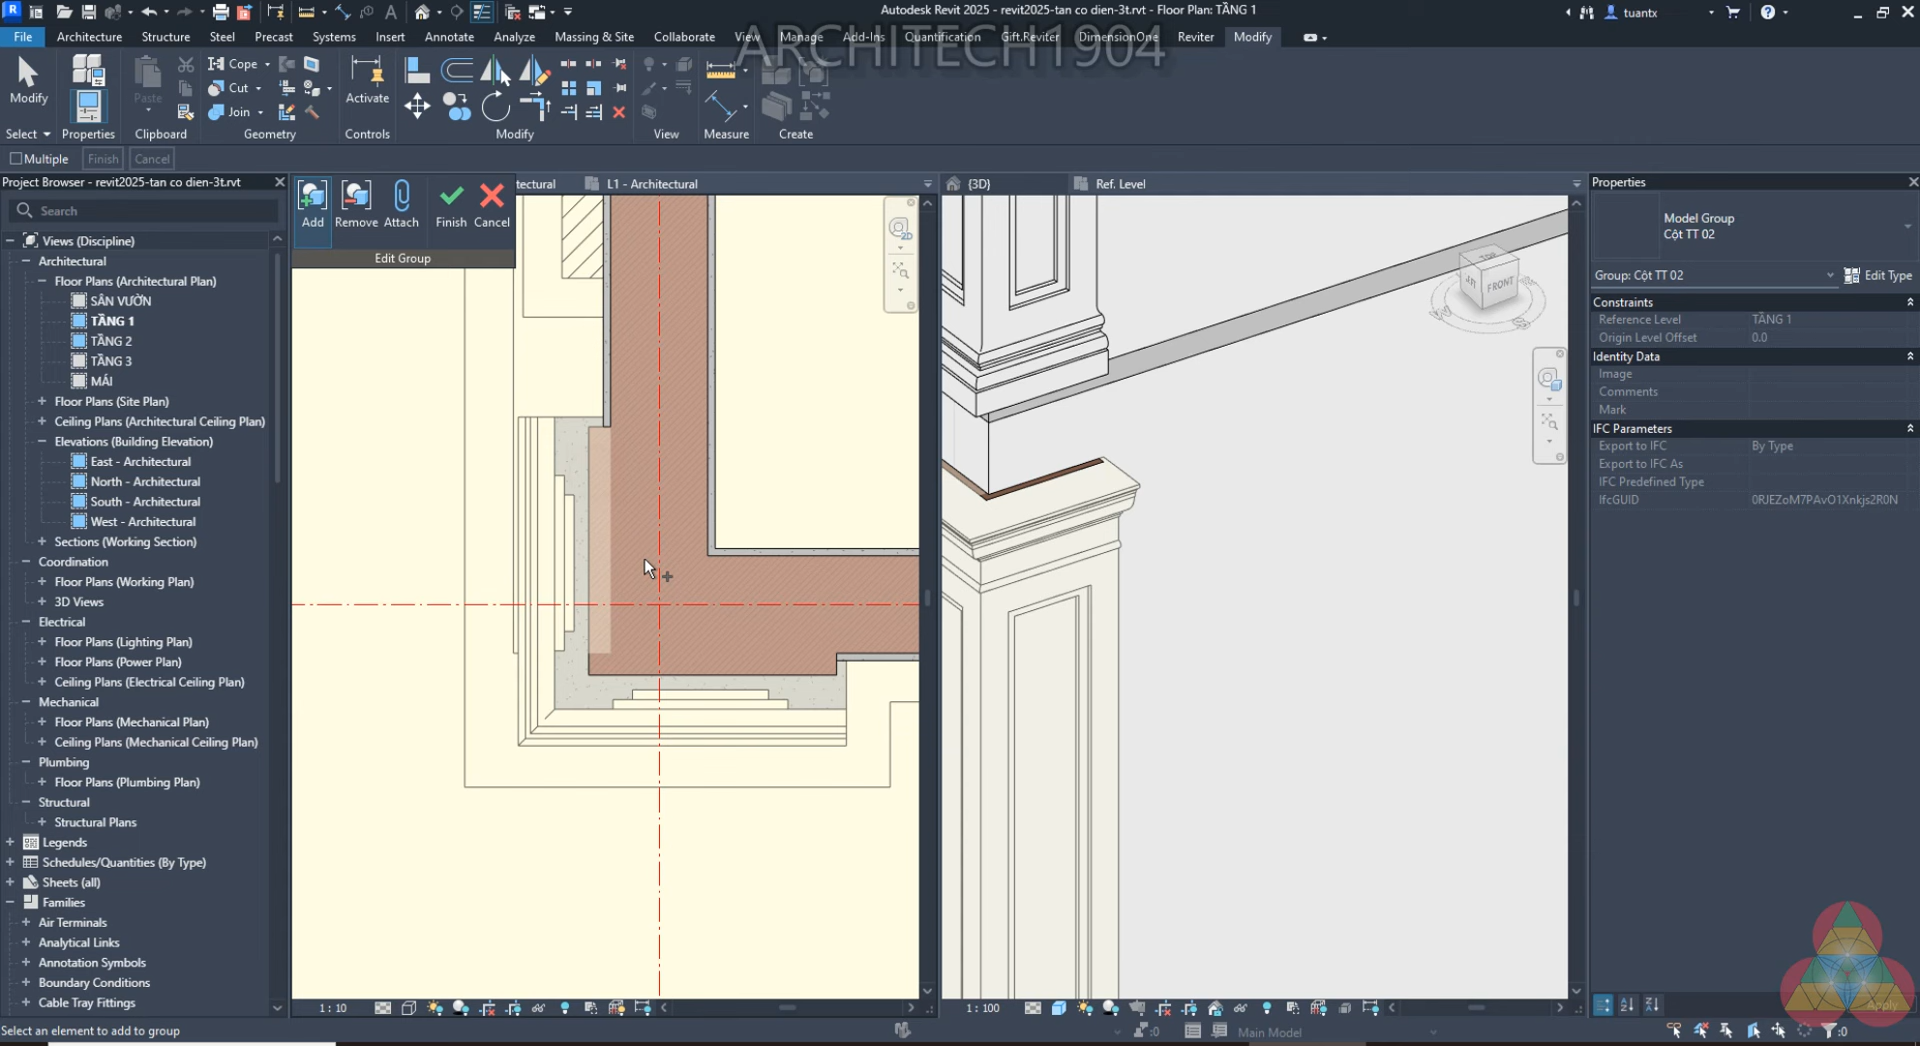 Autodesk Revit 2025 - revit2025-tan co dien-3t.rvt - Floor Plan: TẦNG 1
tuantx
File Architecture Structure Steel Precast Systems Insert Annotate Analyze Massing & Site Collaborate View Manage Add-Ins Quantification Gift.Reviter DimensionOne Reviter Modify
ARCHITECH1904
Modify
Properties
Paste
Cope
Cut
Join
Activate
Select Properties Clipboard Geometry Controls Modify View Measure Create
Multiple Finish Cancel
Project Browser - revit2025-tan co dien-3t.rvt
Search
Views (Discipline)
Architectural
Floor Plans (Architectural Plan)
SÂN VƯỜN
TẦNG 1
TẦNG 2
TẦNG 3
MÁI
Floor Plans (Site Plan)
Ceiling Plans (Architectural Ceiling Plan)
Elevations (Building Elevation)
East - Architectural
North - Architectural
South - Architectural
West - Architectural
Sections (Working Section)
Coordination
Floor Plans (Working Plan)
3D Views
Electrical
Floor Plans (Lighting Plan)
Floor Plans (Power Plan)
Ceiling Plans (Electrical Ceiling Plan)
Mechanical
Floor Plans (Mechanical Plan)
Ceiling Plans (Mechanical Ceiling Plan)
Plumbing
Floor Plans (Plumbing Plan)
Structural
Structural Plans
Legends
Schedules/Quantities (By Type)
Sheets (all)
Families
Air Terminals
Analytical Links
Annotation Symbols
Boundary Conditions
Cable Tray Fittings
tectural
L1 - Architectural
Add Remove Attach Finish Cancel
Edit Group
2D
1 : 10
{3D}
Ref. Level
TOP
FRONT
1 : 100
Properties
Model Group
Cột TT 02
Group: Cột TT 02
Edit Type
Constraints
Reference Level TẦNG 1
Origin Level Offset 0.0
Identity Data
Image
Comments
Mark
IFC Parameters
Export to IFC By Type
Export to IFC As
IFC Predefined Type
IfcGUID 0RJEZoM7PAvO1Xnkjs2R0N
Apply
Select an element to add to group
:0
Main Model
:0